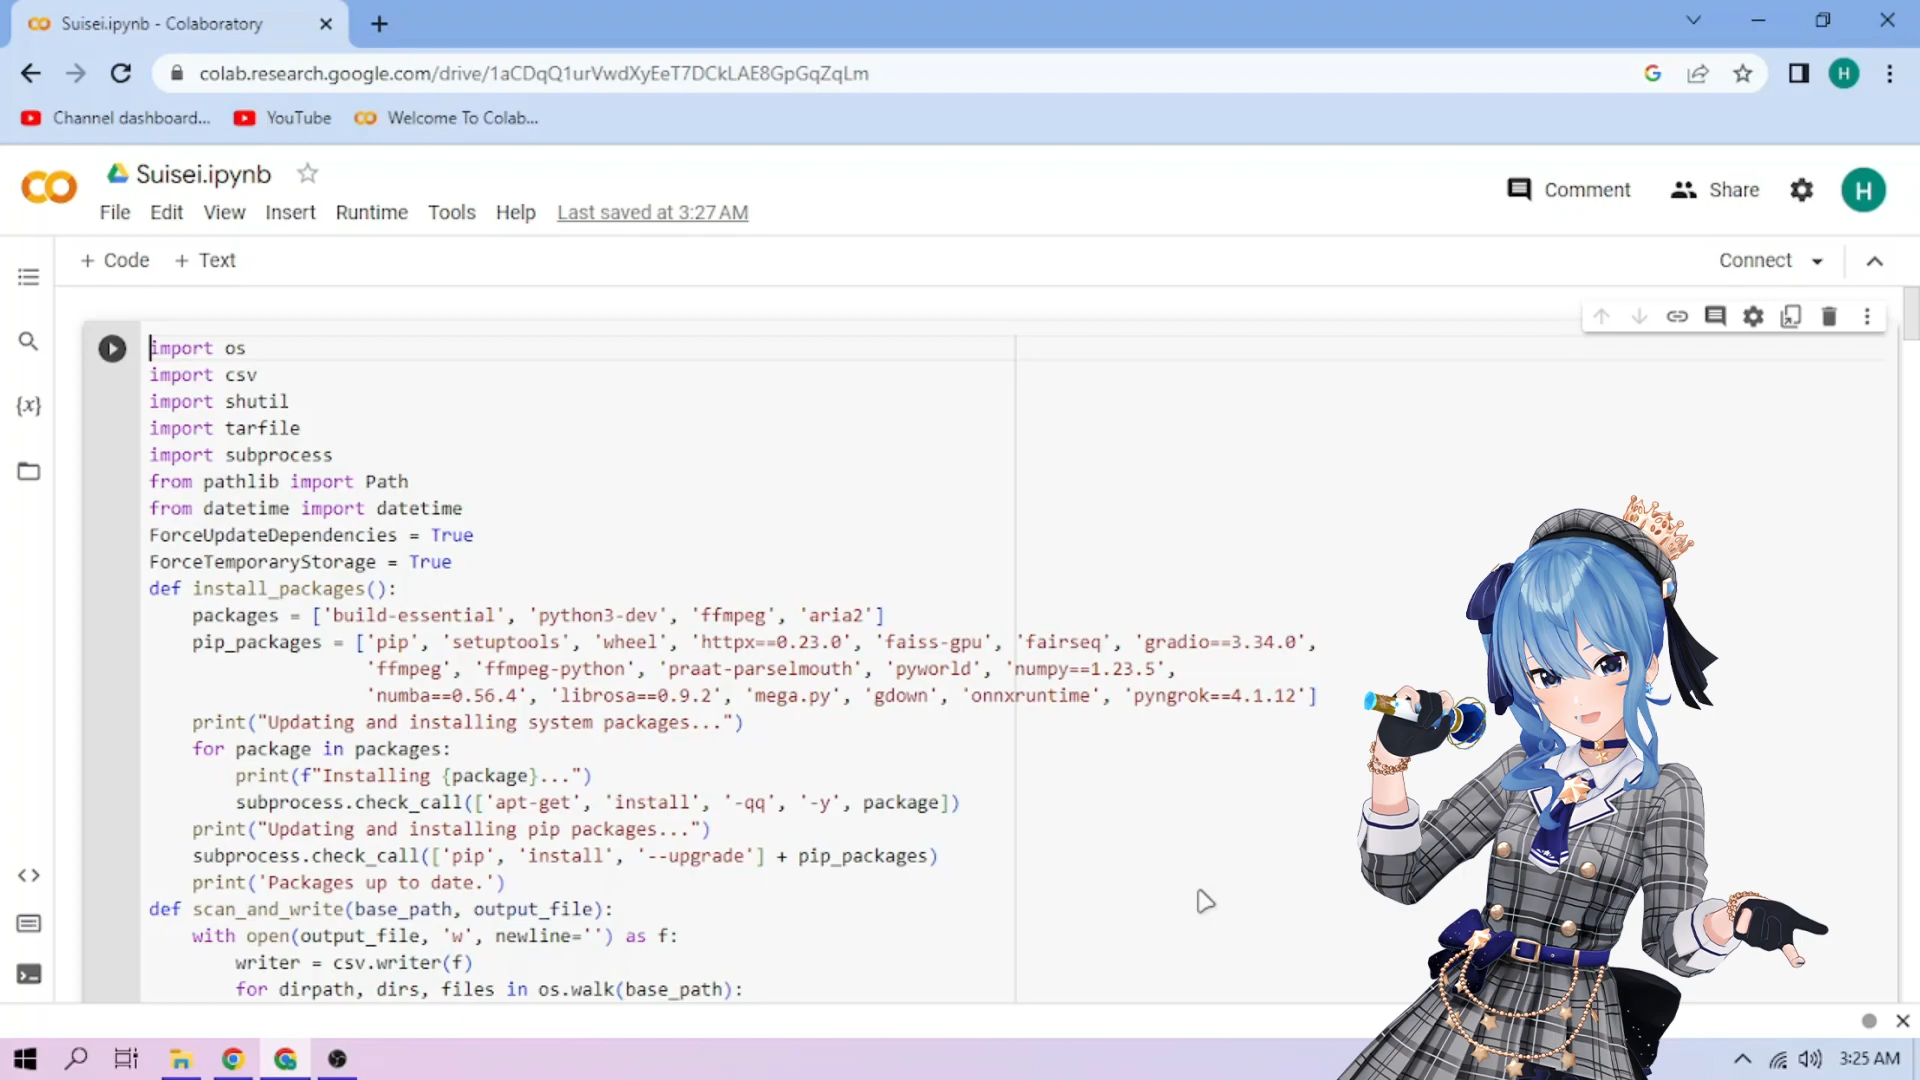 Suisei.ipynb - Colaboratory
colab.research.google.com/drive/1aCDqQ1urVwdXyEeT7DCkLAE8GpGqZqLm
H
Channel dashboard... YouTube Welcome To Colab...
Suisei.ipynb
File Edit View Insert Runtime Tools Help Last saved at 3:27 AM
Comment Share H
+ Code + Text Connect
{x}
import os
import csv
import shutil
import tarfile
import subprocess
from pathlib import Path
from datetime import datetime
ForceUpdateDependencies = True
ForceTemporaryStorage = True
def install_packages():
    packages = ['build-essential', 'python3-dev', 'ffmpeg', 'aria2']
    pip_packages = ['pip', 'setuptools', 'wheel', 'httpx==0.23.0', 'faiss-gpu', 'fairseq', 'gradio==3.34.0',
                    'ffmpeg', 'ffmpeg-python', 'praat-parselmouth', 'pyworld', 'numpy==1.23.5',
                    'numba==0.56.4', 'librosa==0.9.2', 'mega.py', 'gdown', 'onnxruntime', 'pyngrok==4.1.12']
    print("Updating and installing system packages...")
    for package in packages:
        print(f"Installing {package}...")
        subprocess.check_call(['apt-get', 'install', '-qq', '-y', package])
    print("Updating and installing pip packages...")
    subprocess.check_call(['pip', 'install', '--upgrade'] + pip_packages)
    print('Packages up to date.')
def scan_and_write(base_path, output_file):
    with open(output_file, 'w', newline='') as f:
        writer = csv.writer(f)
        for dirpath, dirs, files in os.walk(base_path):
3:25 AM